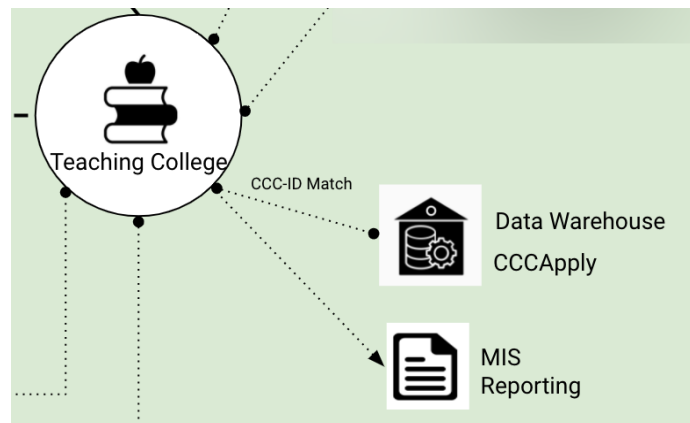 Teaching College
CCC-ID Match
Data Warehouse
CCCApply
MIS
Reporting